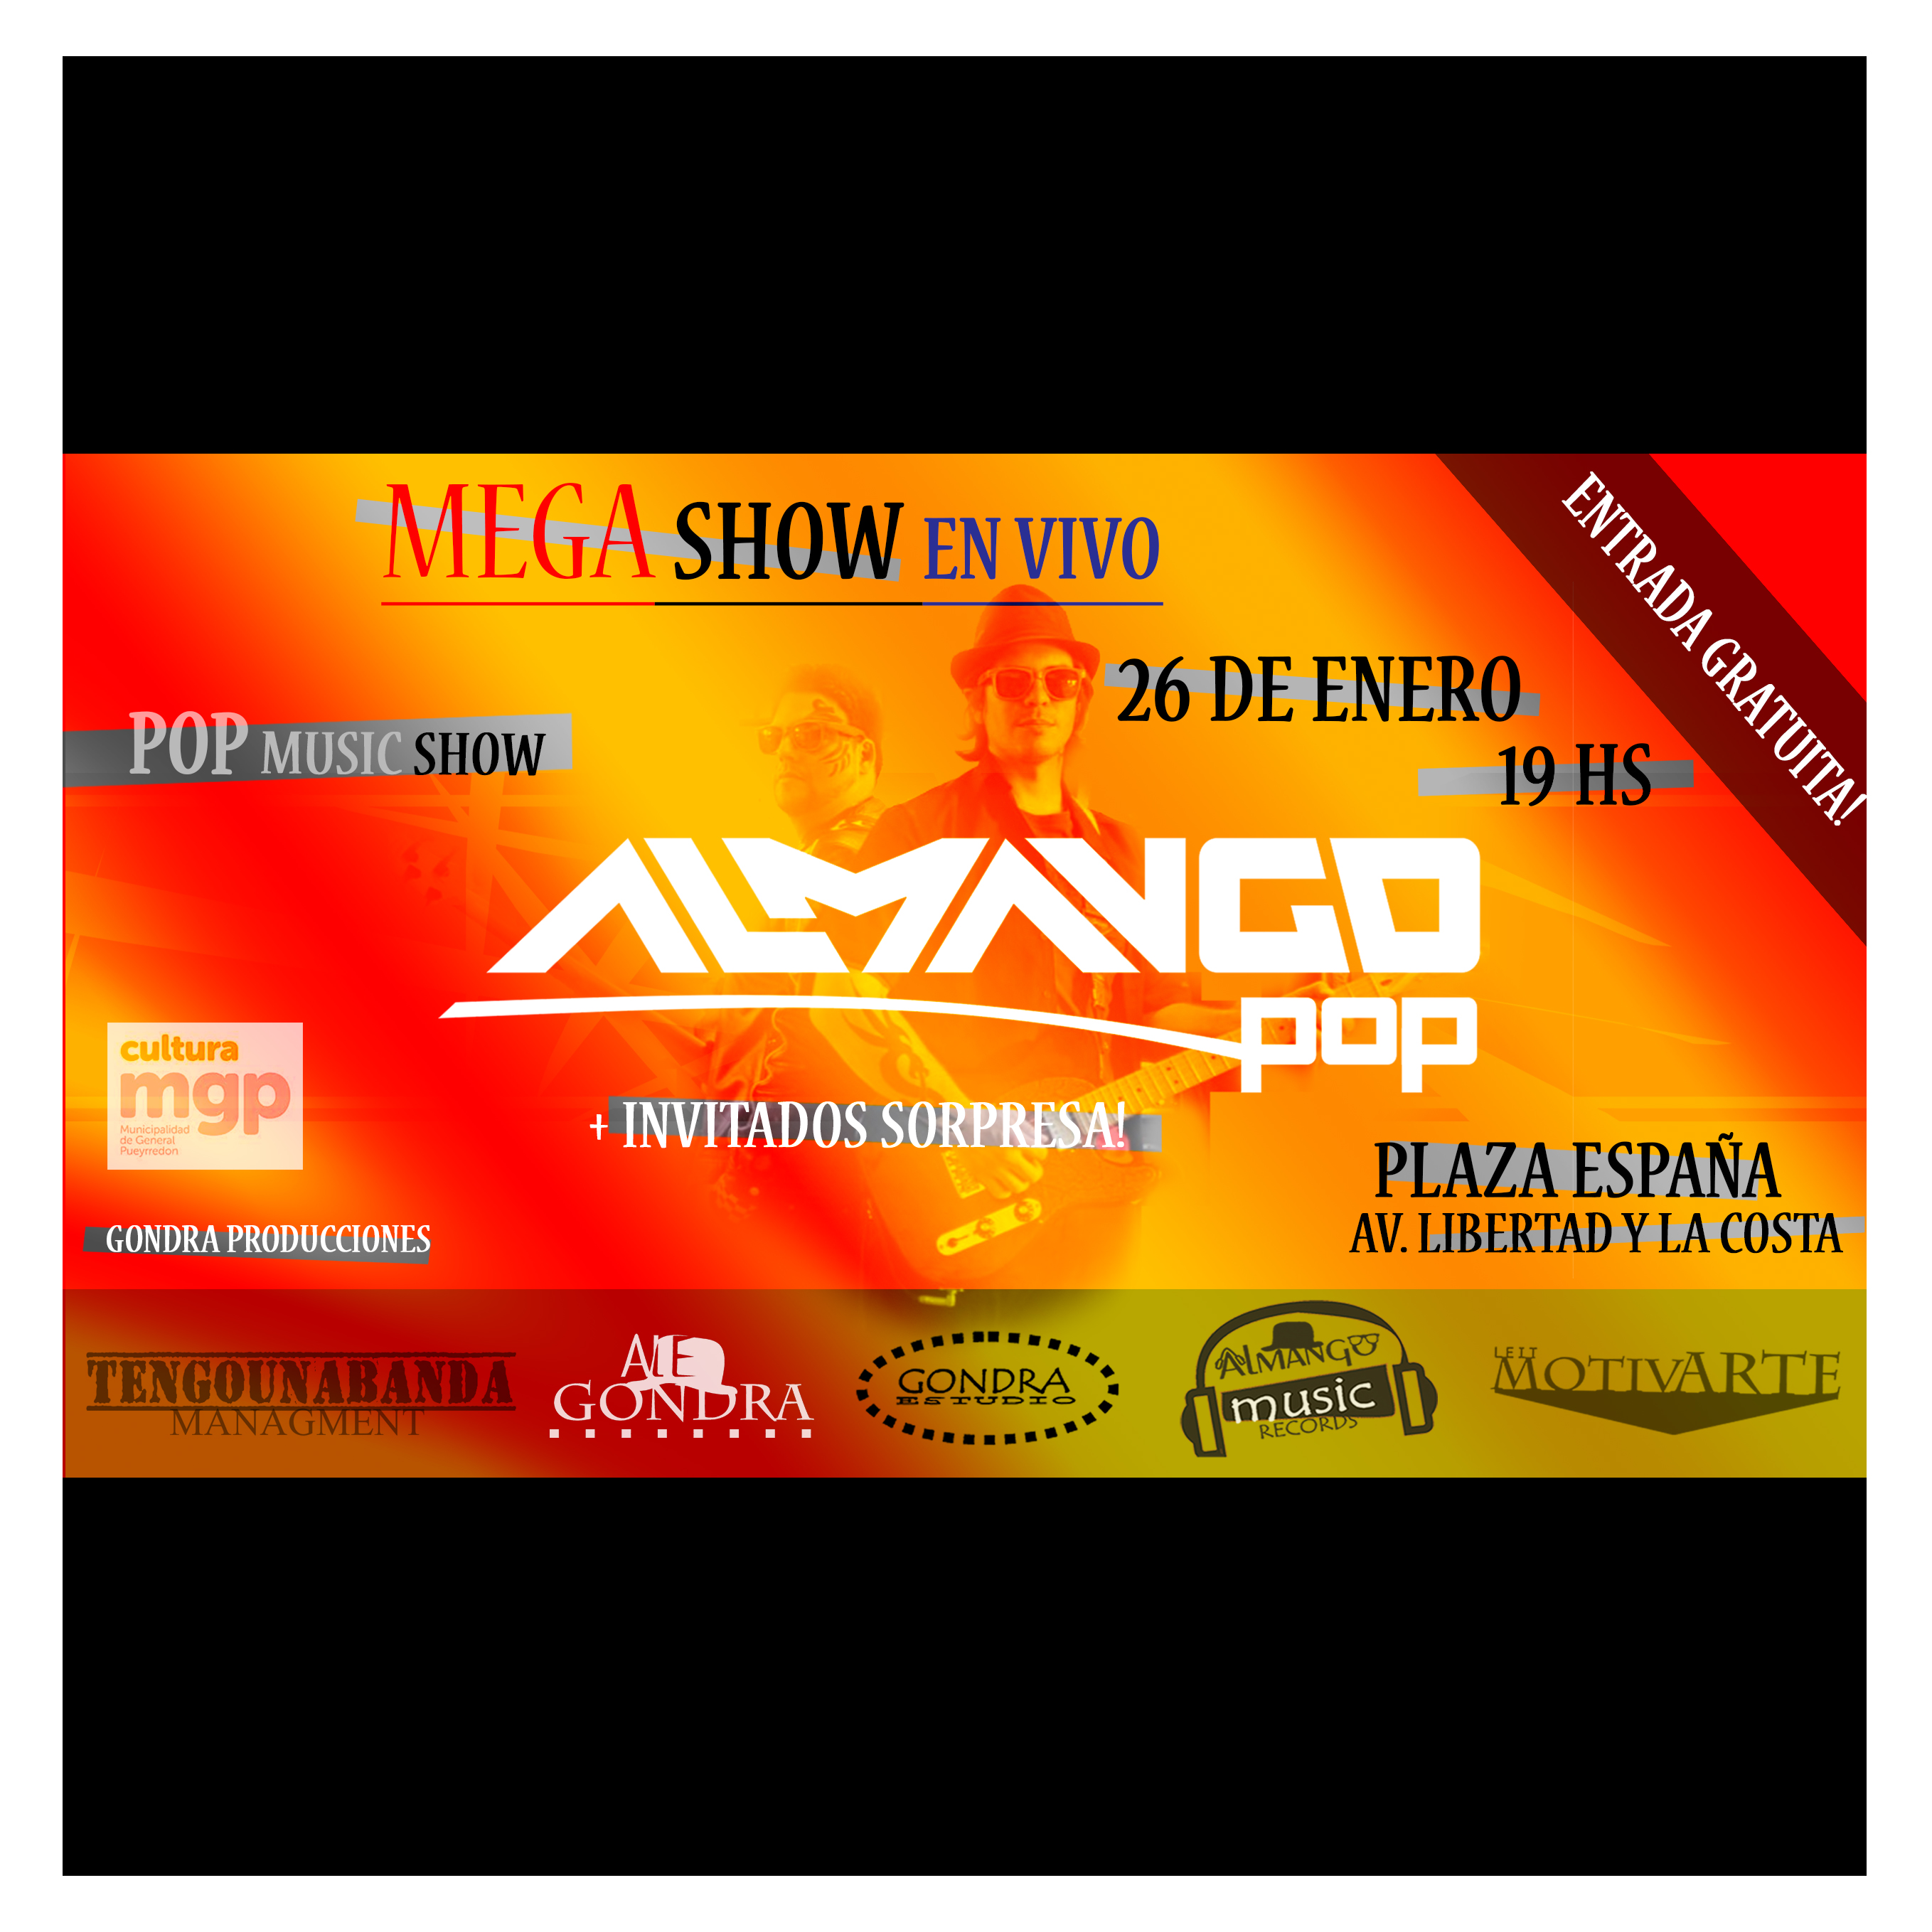 MEGA SHOW EN VIVO
ENTRADA GRATUITA!
26 DE ENERO
19 HS
POP MUSIC SHOW
ALMANGO
POP
+ INVITADOS SORPRESA!
cultura
mgp
Municipalidad
de General
Pueyrredon
PLAZA ESPAÑA
AV. LIBERTAD Y LA COSTA
GONDRA PRODUCCIONES
TENGOUNABANDA
MANAGMENT
ALE
GONDRA
GONDRA
ESTUDIO
ALMANGO
music
RECORDS
LEIT
MOTIVARTE